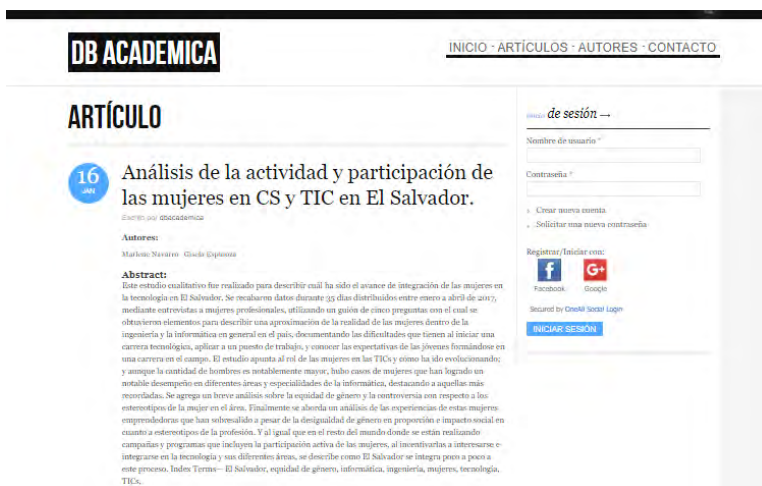 DB ACADEMICA
INICIO - ARTÍCULOS - AUTORES - CONTACTO
ARTÍCULO
16
JAN
Análisis de la actividad y participación de
las mujeres en CS y TIC en El Salvador.
Escrito por dbacademica
Autores:
Marlene Navarro Gisela Espinoza
Abstract:
Este estudio cualitativo fue realizado para describir cuál ha sido el avance de integración de las mujeres en
la tecnología en El Salvador. Se recabaron datos durante 35 días distribuidos entre enero a abril de 2017,
mediante entrevistas a mujeres profesionales, utilizando un guión de cinco preguntas con el cual se
obtuvieron elementos para describir una aproximación de la realidad de las mujeres dentro de la
ingeniería y la informática en general en el país, documentando las dificultades que tienen al iniciar una
carrera tecnológica, aplicar a un puesto de trabajo, y conocer las expectativas de las jóvenes formándose en
una carrera en el campo. El estudio apunta al rol de las mujeres en las TICs y cómo ha ido evolucionando;
y aunque la cantidad de hombres es notablemente mayor, hubo casos de mujeres que han logrado un
notable desempeño en diferentes áreas y especialidades de la informática, destacando a aquellas más
recordadas. Se agrega un breve análisis sobre la equidad de género y la controversia con respecto a los
estereotipos de la mujer en el área. Finalmente se aborda un análisis de las experiencias de estas mujeres
emprendedoras que han sobresalido a pesar de la desigualdad de género en proporción e impacto social en
cuanto a estereotipos de la profesión. Y al igual que en el resto del mundo donde se están realizando
campañas y programas que incluyen la participación activa de las mujeres, al incentivarlas a interesarse e
integrarse en la tecnología y sus diferentes áreas, se describe como El Salvador se integra poco a poco a
este proceso. Indes Terms— El Salvador, equidad de género, informática, ingeniería, mujeres, tecnología,
TICs.
de sesión →
Nombre de usuario *
Contraseña *
Crear nueva cuenta
Solicitar una nueva contraseña
Registrar/Iniciar con:
f
G+
Facebook Google
Secured by OneAll Social Login
INICIAR SESIÓN